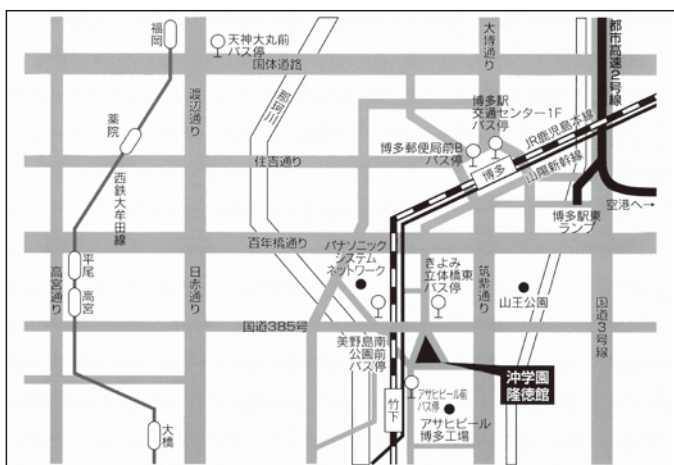 福岡
天神大丸前
バス停
国体道路
大博通り
都市高速2号線
渡辺通り
那珂川
博多駅
交通センター1F
バス停
JR鹿児島本線
薬院
住吉通り
博多郵便局前B
バス停
博多
山陽新幹線
西鉄大牟田線
空港へ→
博多駅東
ランプ
百年橋通り
パナソニック
システム
ネットワーク
きよみ
立体橋東
バス停
筑紫通り
平尾
高宮通り
高宮
日赤通り
山王公園
国道3号線
国道385号
美野島南
公園前
バス停
沖学園
隆徳館
アサヒビール前
バス停
竹下
アサヒビール
博多工場
大橋